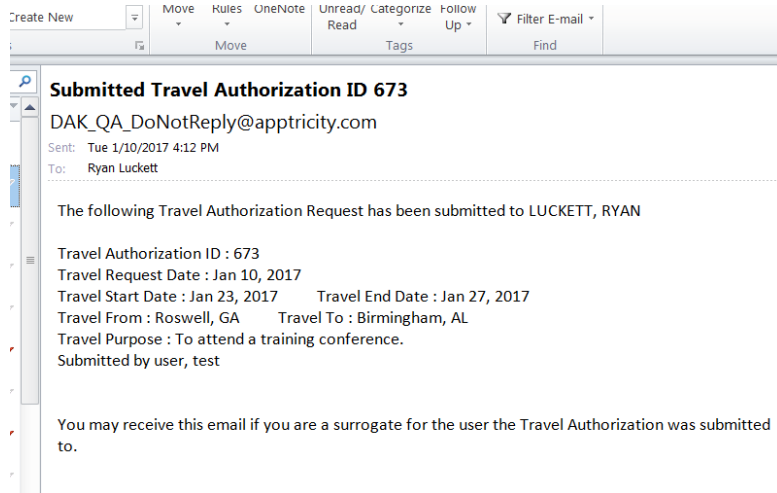 Create New Move Rules OneNote Unread/ Categorize Follow
Read Up Filter E-mail
Move Tags Find
Submitted Travel Authorization ID 673
DAK_QA_DoNotReply@apptricity.com
Sent: Tue 1/10/2017 4:12 PM
To: Ryan Luckett
The following Travel Authorization Request has been submitted to LUCKETT, RYAN
Travel Authorization ID : 673
Travel Request Date : Jan 10, 2017
Travel Start Date : Jan 23, 2017 Travel End Date : Jan 27, 2017
Travel From : Roswell, GA Travel To : Birmingham, AL
Travel Purpose : To attend a training conference.
Submitted by user, test
You may receive this email if you are a surrogate for the user the Travel Authorization was submitted
to.